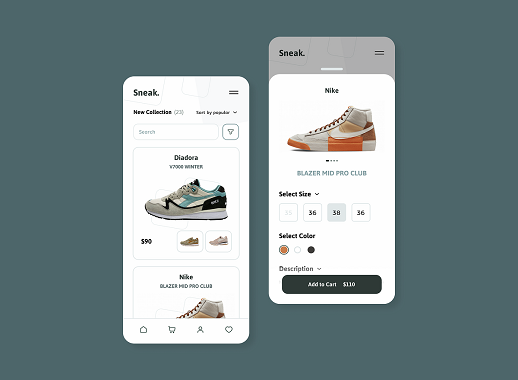 Sneak.
New Collection (23) Sort by popular
Search
Diadora
V7000 WINTER
$90
Nike
BLAZER MID PRO CLUB
Sneak.
Nike
BLAZER MID PRO CLUB
Select Size
36 38 36
Select Color
Description
Add to Cart $110